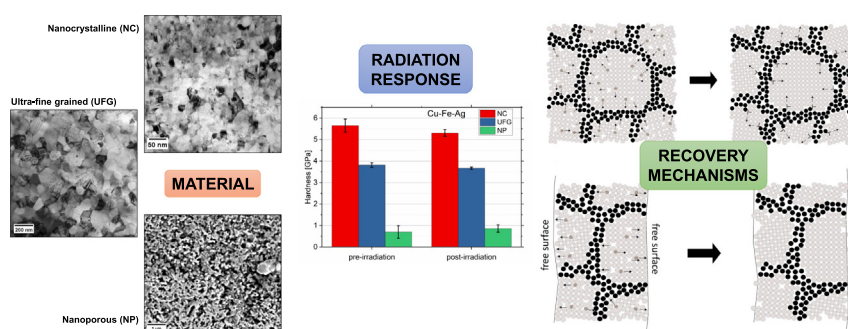 Nanocrystalline (NC)
50 nm
Ultra-fine grained (UFG)
200 nm
MATERIAL
Nanoporous (NP)
RADIATION
RESPONSE
Cu-Fe-Ag
NC
UFG
NP
Hardness [GPa]
6
5
4
3
2
1
0
pre-irradiation
post-irradiation
RECOVERY
MECHANISMS
free surface
free surface